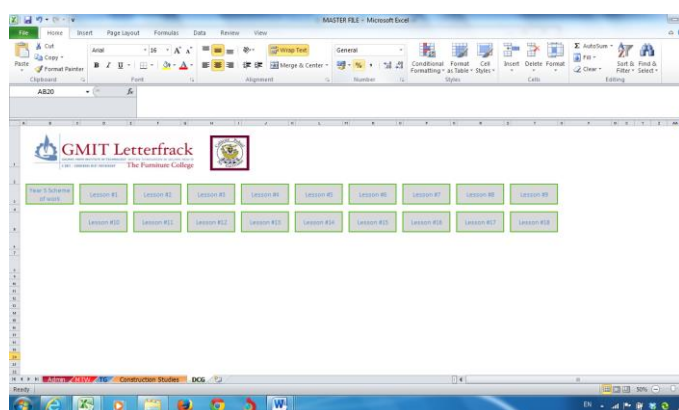 MASTER FILE - Microsoft Excel
File Home Insert Page Layout Formulas Data Review View
Cut
Copy
Format Painter
Paste
Clipboard
Arial 16
B I U
Font
Wrap Text
Merge & Center
Alignment
General
Number
Conditional Formatting
Format as Table
Cell Styles
Styles
Insert Delete Format
Cells
AutoSum
Fill
Clear
Sort & Filter
Find & Select
Editing
AB20
fx
GMIT Letterfrack
The Furniture College
Year 5 Scheme of work
Lesson #1 Lesson #2 Lesson #3 Lesson #4 Lesson #5 Lesson #6 Lesson #7 Lesson #8 Lesson #9
Lesson #10 Lesson #11 Lesson #12 Lesson #13 Lesson #14 Lesson #15 Lesson #16 Lesson #17 Lesson #18
Admin MTW TG Construction Studies DCG
Ready
50%
EN